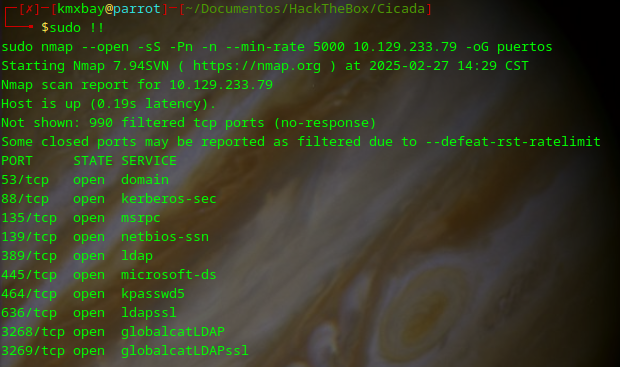 ┌─[✗]─[kmxbay@parrot]─[~/Documentos/HackTheBox/Cicada]
└──╼ $sudo !!
sudo nmap --open -sS -Pn -n --min-rate 5000 10.129.233.79 -oG puertos
Starting Nmap 7.94SVN ( https://nmap.org ) at 2025-02-27 14:29 CST
Nmap scan report for 10.129.233.79
Host is up (0.19s latency).
Not shown: 990 filtered tcp ports (no-response)
Some closed ports may be reported as filtered due to --defeat-rst-ratelimit
PORT     STATE SERVICE
53/tcp   open  domain
88/tcp   open  kerberos-sec
135/tcp  open  msrpc
139/tcp  open  netbios-ssn
389/tcp  open  ldap
445/tcp  open  microsoft-ds
464/tcp  open  kpasswd5
636/tcp  open  ldapssl
3268/tcp open  globalcatLDAP
3269/tcp open  globalcatLDAPssl